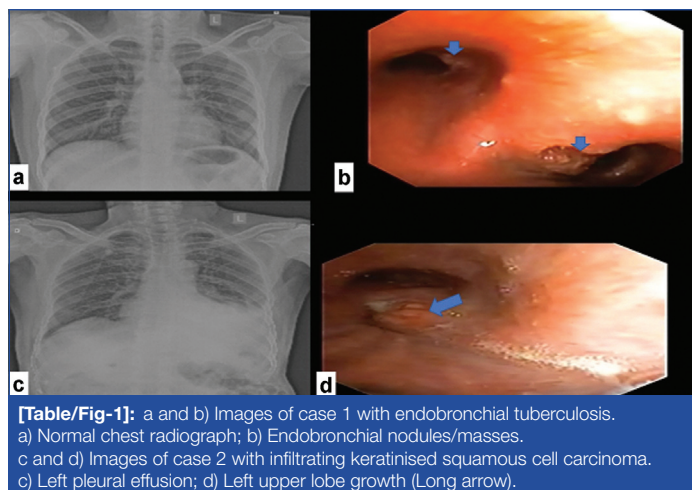 L
a
b
L
c
d
[Table/Fig-1]: a and b) Images of case 1 with endobronchial tuberculosis.
a) Normal chest radiograph; b) Endobronchial nodules/masses.
c and d) Images of case 2 with infiltrating keratinised squamous cell carcinoma.
c) Left pleural effusion; d) Left upper lobe growth (Long arrow).